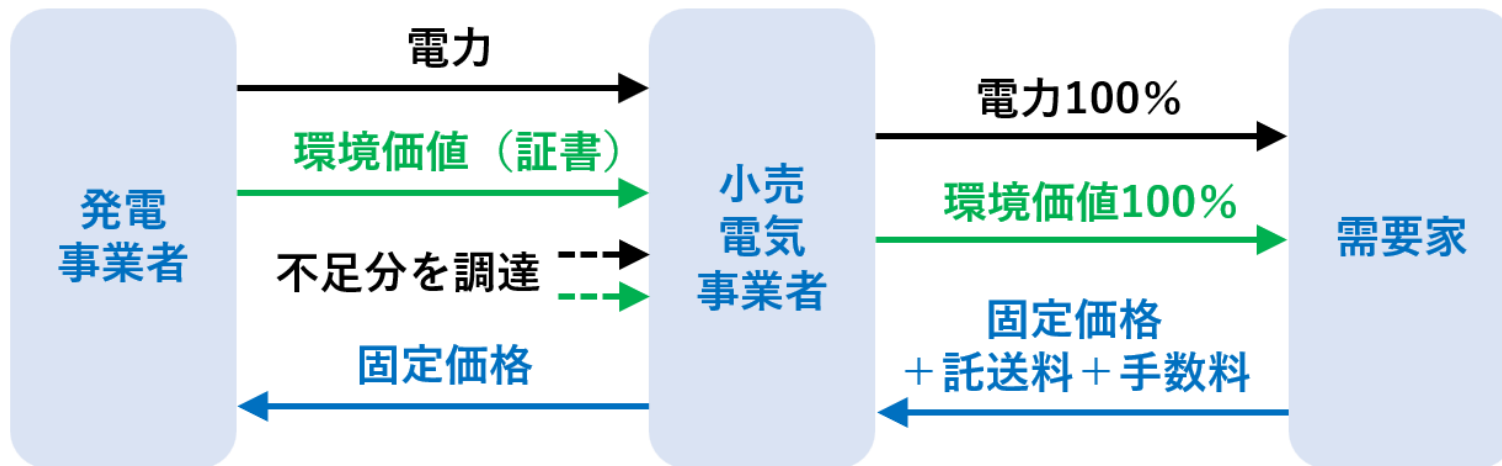 発電
事業者
電力
環境価値（証書）
不足分を調達
固定価格
小売
電気
事業者
電力100%
環境価値100%
固定価格
＋託送料＋手数料
需要家